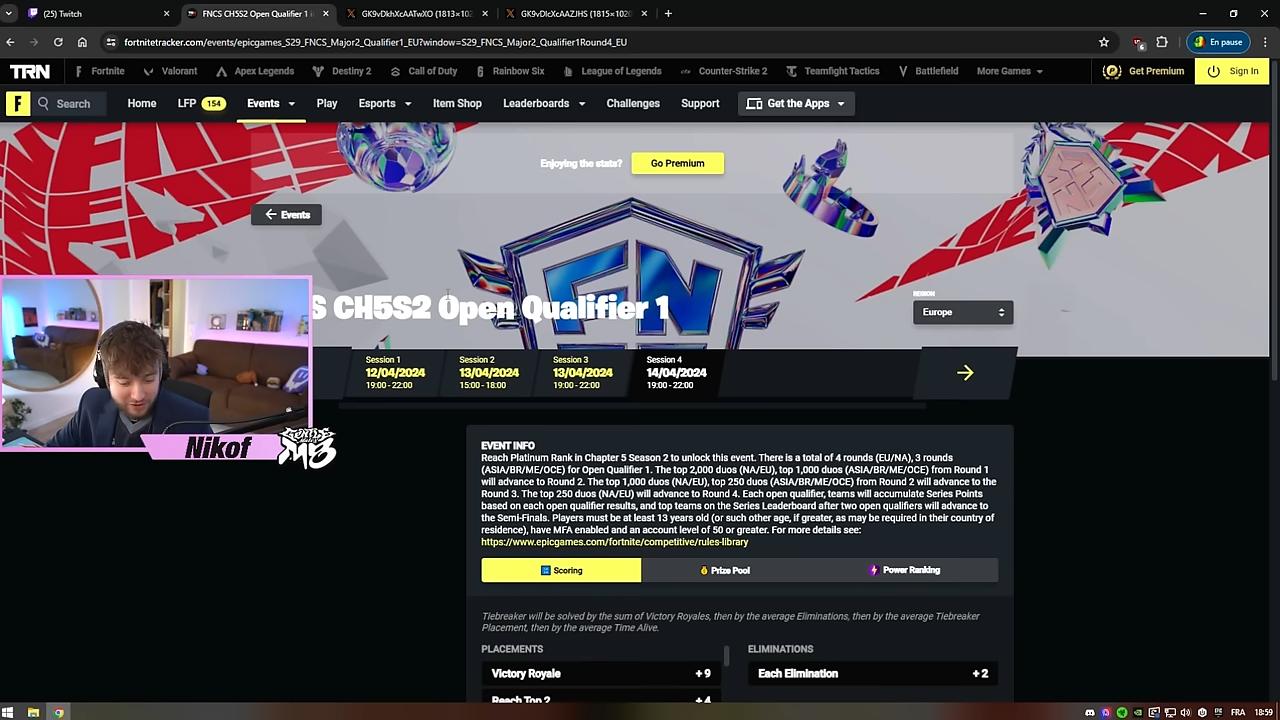 (25) Twitch
FNCS CH5S2 Open Qualifier 1 i
GK9vDkhXcAATwXO (1813×102
GK9vDlcXcAAZJHS (1815×102
fortnitetracker.com/events/epicgames_S29_FNCS_Major2_Qualifier1_EU?window=S29_FNCS_Major2_Qualifier1Round4_EU
6
En pause
TRN
Fortnite
Valorant
Apex Legends
Destiny 2
Call of Duty
Rainbow Six
League of Legends
Counter-Strike 2
Teamfight Tactics
Battlefield
More Games
Get Premium
Sign In
F
Search
Home
LFP 154
Events
Play
Esports
Item Shop
Leaderboards
Challenges
Support
Get the Apps
Enjoying the stats?
Go Premium
Events
FN
S CH5S2 Open Qualifier 1
REGION
Europe
Session 1
12/04/2024
19:00 - 22:00
Session 2
13/04/2024
15:00 - 18:00
Session 3
13/04/2024
19:00 - 22:00
Session 4
14/04/2024
19:00 - 22:00
Nikof
GENTLE
MATES
M8
EVENT INFO
Reach Platinum Rank in Chapter 5 Season 2 to unlock this event. There is a total of 4 rounds (EU/NA), 3 rounds
(ASIA/BR/ME/OCE) for Open Qualifier 1. The top 2,000 duos (NA/EU), top 1,000 duos (ASIA/BR/ME/OCE) from Round 1
will advance to Round 2. The top 1,000 duos (NA/EU), top 250 duos (ASIA/BR/ME/OCE) from Round 2 will advance to the
Round 3. The top 250 duos (NA/EU) will advance to Round 4. Each open qualifier, teams will accumulate Series Points
based on each open qualifier results, and top teams on the Series Leaderboard after two open qualifiers will advance to
the Semi-Finals. Players must be at least 13 years old (or such other age, if greater, as may be required in their country of
residence), have MFA enabled and an account level of 50 or greater. For more details see:
https://www.epicgames.com/fortnite/competitive/rules-library
Scoring
Prize Pool
Power Ranking
Tiebreaker will be solved by the sum of Victory Royales, then by the average Eliminations, then by the average Tiebreaker
Placement, then by the average Time Alive.
PLACEMENTS
Victory Royale +9
Reach Top 2 +4
ELIMINATIONS
Each Elimination +2
FRA
18:59